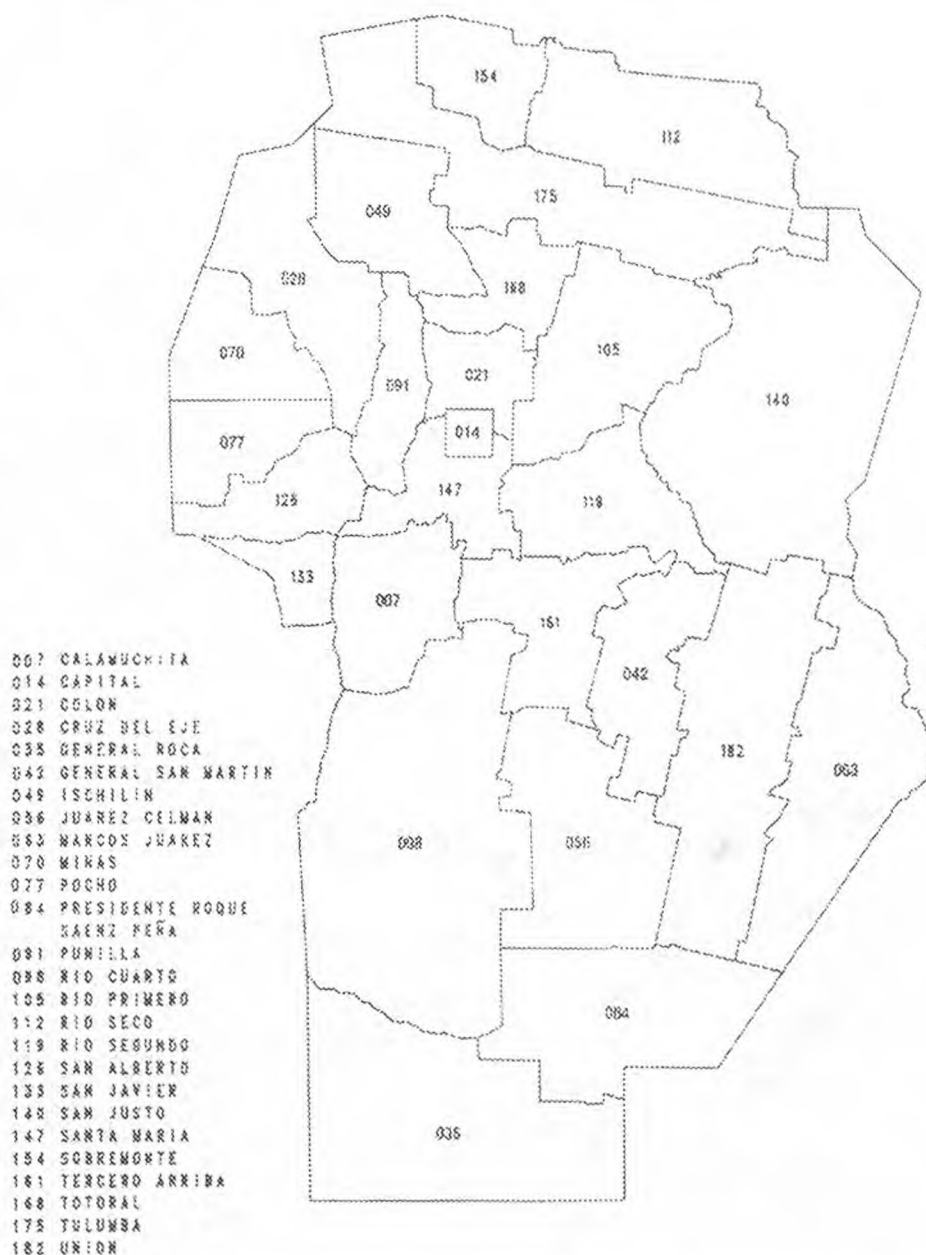 154
112
175
049
028
168
070
105
021
091
140
014
077
147
126
119
133
007
161
042
182
063
098
056
084
035
007 CALAMUCHITA
014 CAPITAL
021 COLON
028 CRUZ DEL EJE
035 GENERAL ROCA
042 GENERAL SAN MARTIN
049 ISCHILIN
056 JUAREZ CELMAN
063 MARCOS JUAREZ
070 MINAS
077 POCHO
084 PRESIDENTE ROQUE
SAENZ PEÑA
091 PUNILLA
098 RIO CUARTO
105 RIO PRIMERO
112 RIO SECO
119 RIO SEGUNDO
126 SAN ALBERTO
133 SAN JAVIER
140 SAN JUSTO
147 SANTA MARIA
154 SOBREMONTE
161 TERCERO ARRIBA
168 TOTORAL
175 TULUMBA
182 UNION